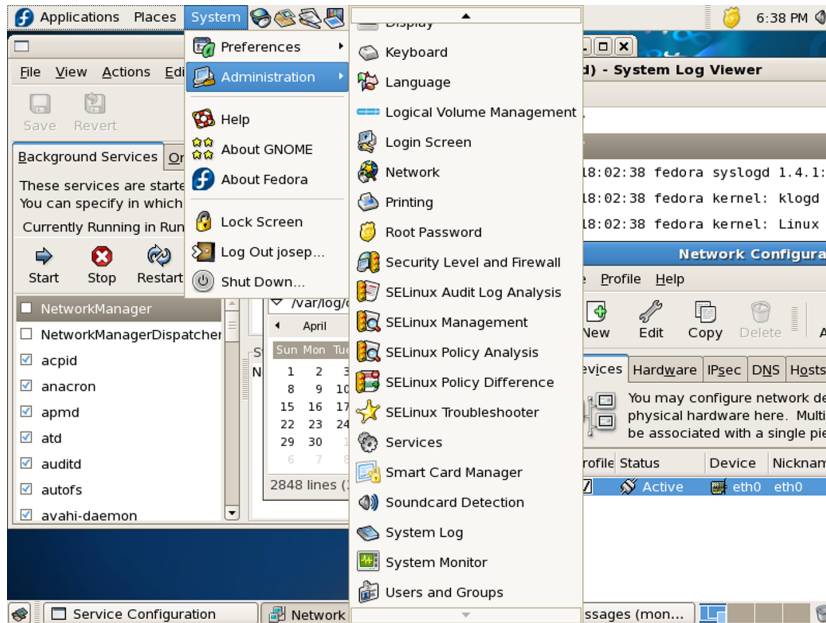 Applications Places System
6:38 PM
Preferences
Administration
Help
About GNOME
About Fedora
Lock Screen
Log Out josep...
Shut Down...
Display
Keyboard
Language
Logical Volume Management
Login Screen
Network
Printing
Root Password
Security Level and Firewall
SELinux Audit Log Analysis
SELinux Management
SELinux Policy Analysis
SELinux Policy Difference
SELinux Troubleshooter
Services
Smart Card Manager
Soundcard Detection
System Log
System Monitor
Users and Groups
File View Actions Edi
Save Revert
Background Services
These services are starte
You can specify in which
Currently Running in Run
Start Stop Restart
NetworkManager
NetworkManagerDispatcher
acpid
anacron
apmd
atd
auditd
autofs
avahi-daemon
/var/log/
April
Sun Mon Tue
1 2 3
8 9 10
15 16 17
22 23 24
29 30 1
6 7 8
2848 lines (
d) - System Log Viewer
18:02:38 fedora syslogd 1.4.1:
18:02:38 fedora kernel: klogd
18:02:38 fedora kernel: Linux
Network Configura
Profile Help
New Edit Copy Delete
evices Hardware IPsec DNS Hosts
You may configure network de
physical hardware here. Multi
be associated with a single pie
rofile Status Device Nicknam
Active eth0 eth0
Service Configuration
Network
ssages (mon...